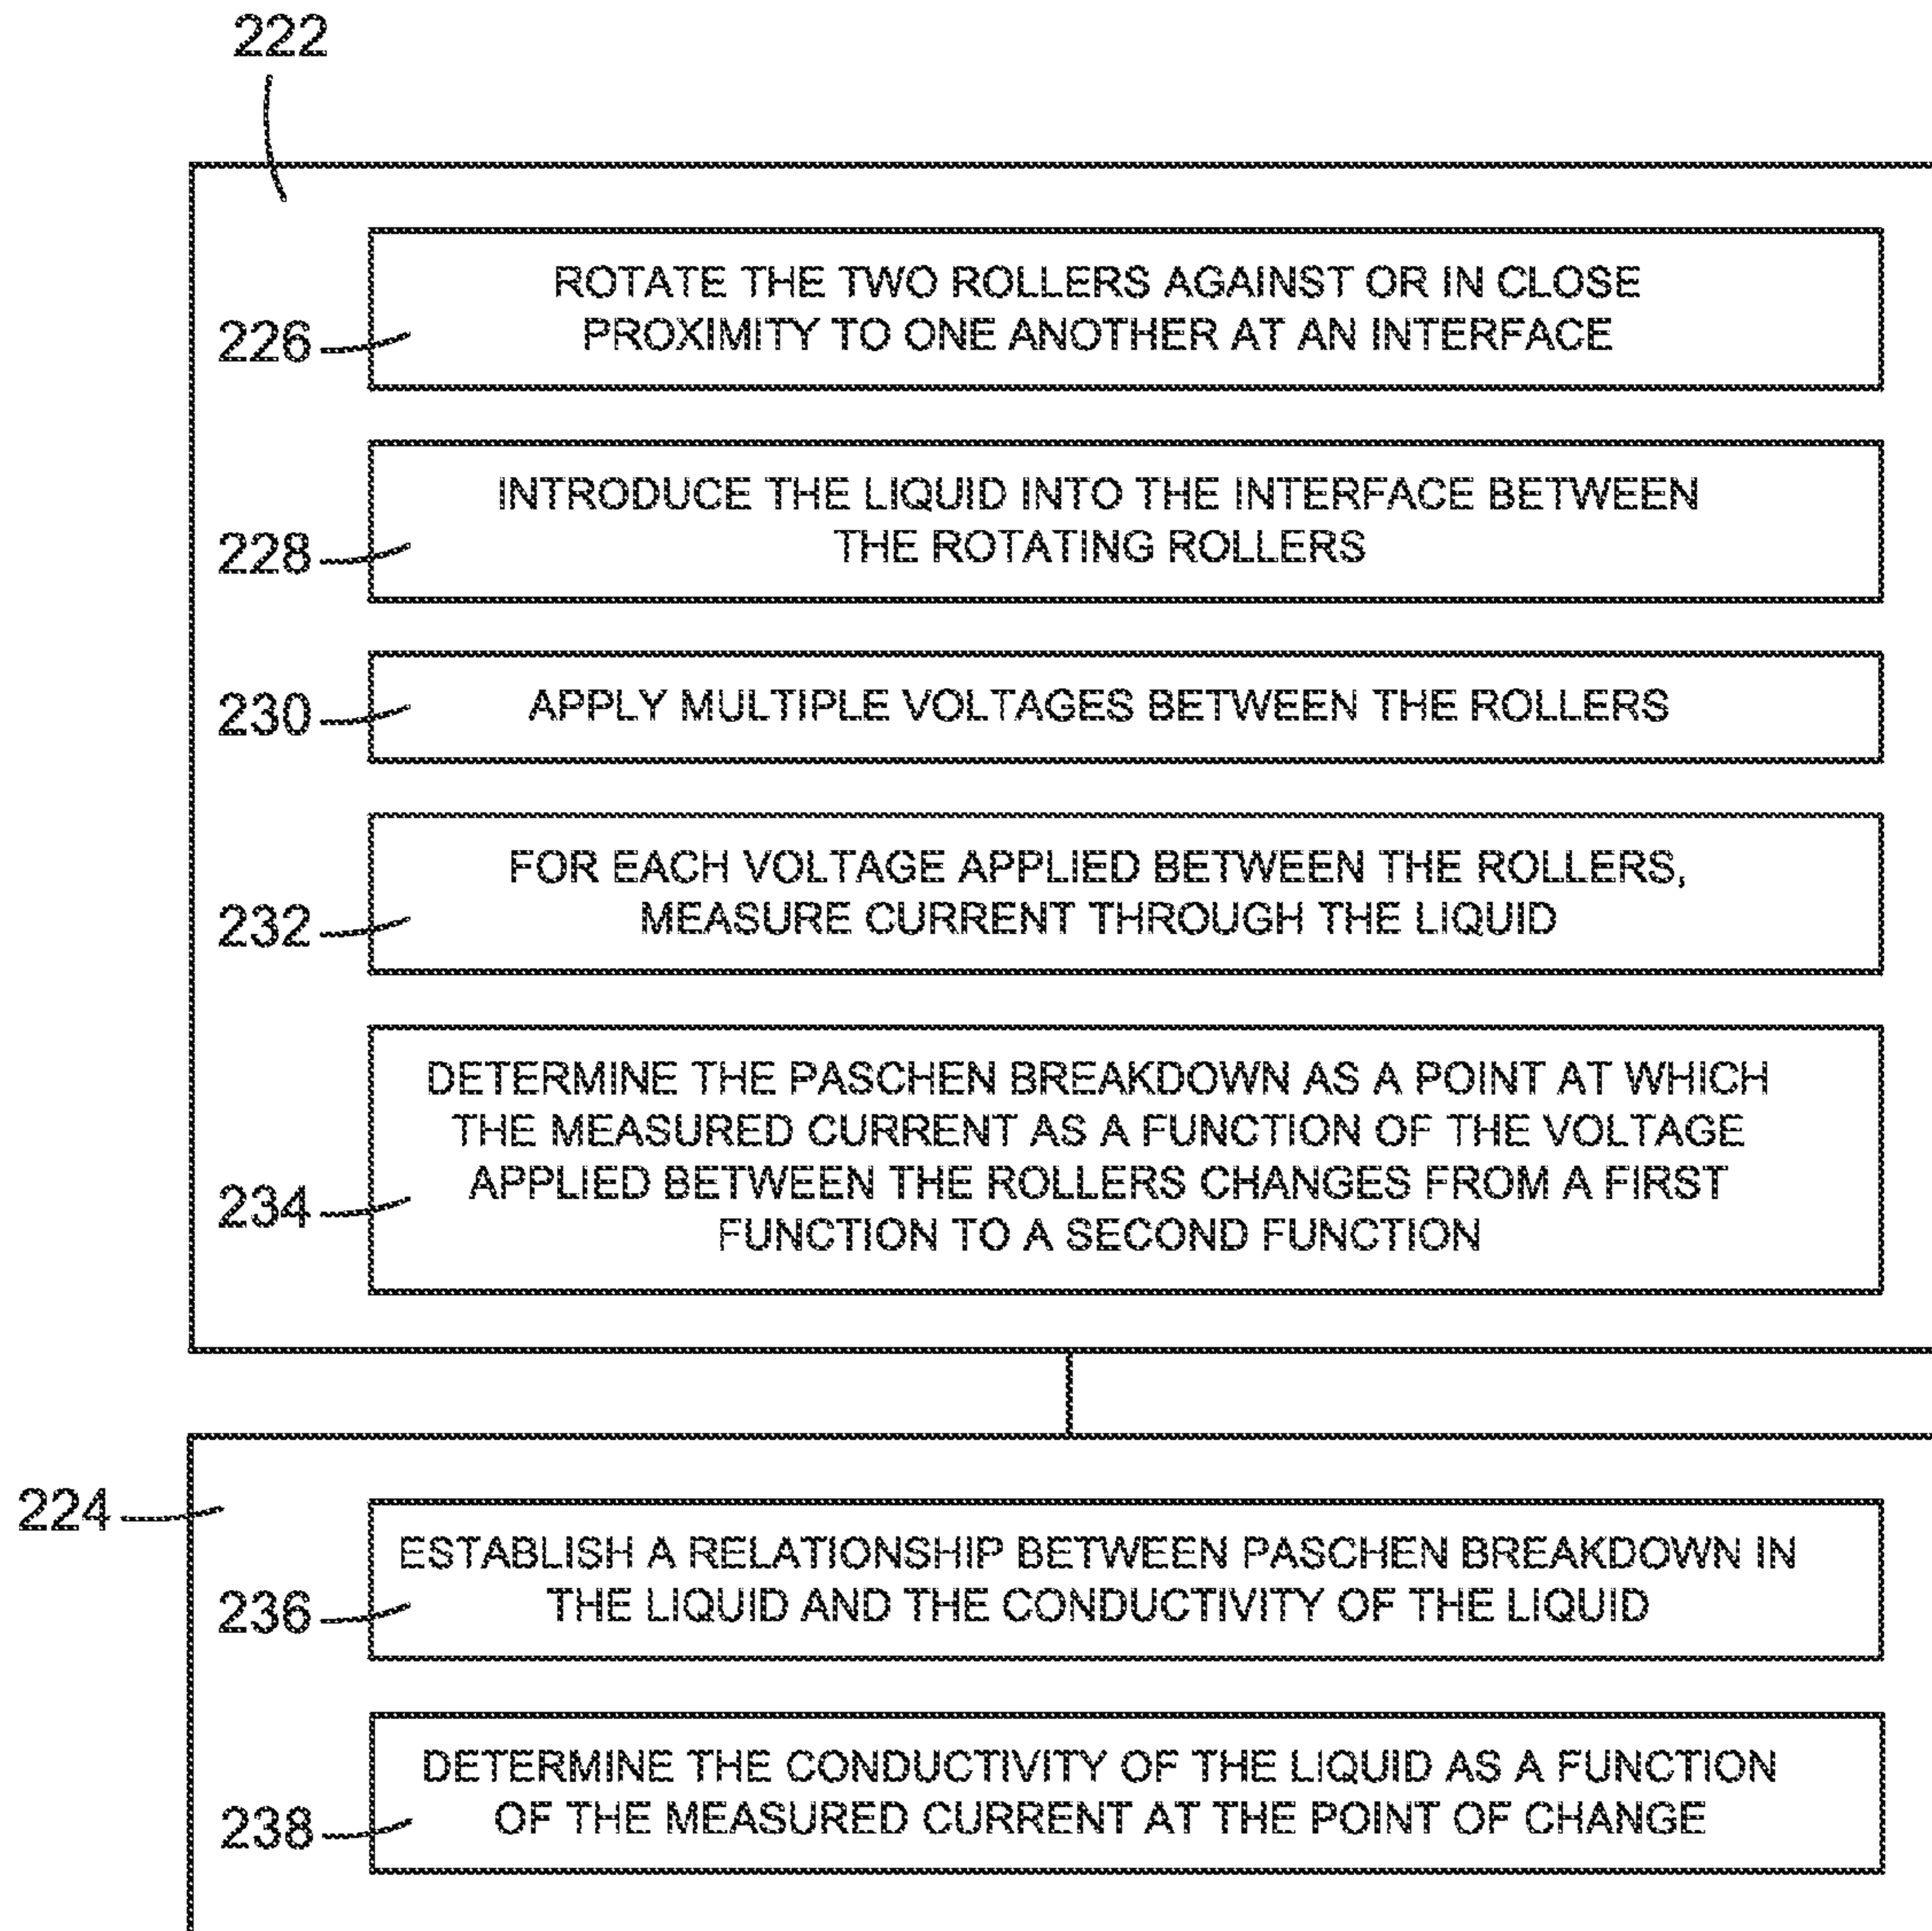 222
ROTATE THE TWO ROLLERS AGAINST OR IN CLOSE
PROXIMITY TO ONE ANOTHER AT AN INTERFACE
226
INTRODUCE THE LIQUID INTO THE INTERFACE BETWEEN
THE ROTATING ROLLERS
228
230
APPLY MULTIPLE VOLTAGES BETWEEN THE ROLLERS
FOR EACH VOLTAGE APPLIED BETWEEN THE ROLLERS,
MEASURE CURRENT THROUGH THE LIQUID
232
DETERMINE THE PASCHEN BREAKDOWN AS A POINT AT WHICH
THE MEASURED CURRENT AS A FUNCTION OF THE VOLTAGE
APPLIED BETWEEN THE ROLLERS CHANGES FROM A FIRST
FUNCTION TO A SECOND FUNCTION
234
224
ESTABLISH A RELATIONSHIP BETWEEN PASCHEN BREAKDOWN IN
THE LIQUID AND THE CONDUCTIVITY OF THE LIQUID
236
DETERMINE THE CONDUCTIVITY OF THE LIQUID AS A FUNCTION
OF THE MEASURED CURRENT AT THE POINT OF CHANGE
238